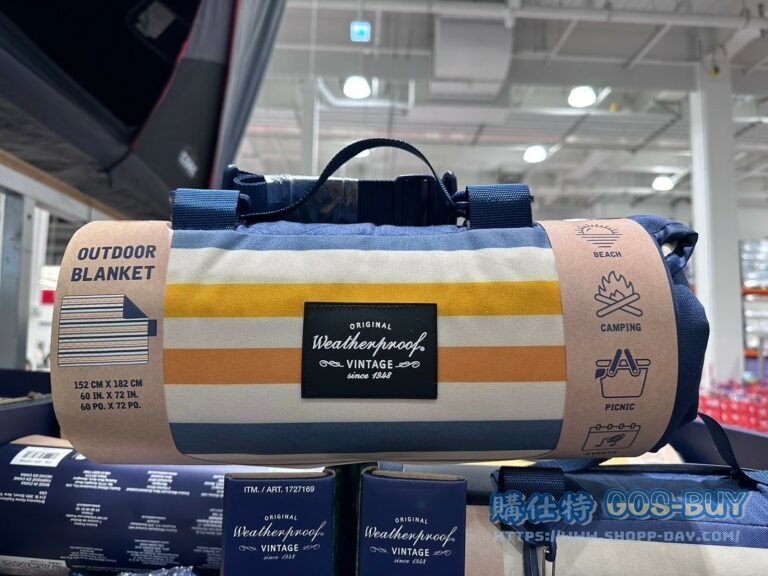 OUTDOOR
BLANKET
152 CM X 182 CM
60 IN. X 72 IN.
60 PO. X 72 PO.
ORIGINAL
Weatherproof®
VINTAGE
since 1948
BEACH
CAMPING
PICNIC
ITM. / ART. 1727169
ORIGINAL
Weatherproof
VINTAGE
since 1948
ORIGINAL
Weatherproof
VINTAGE
since 1948
購仕特 GOS-BUY
HTTPS://WWW.SHOPP-DAY.COM/